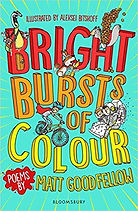 ILLUSTRATED BY ALEKSEI BITSKOFF
BRIGHT
BURSTS
OF
COLOUR
POEMS BY
MATT GOODFELLOW
BLOOMSBURY